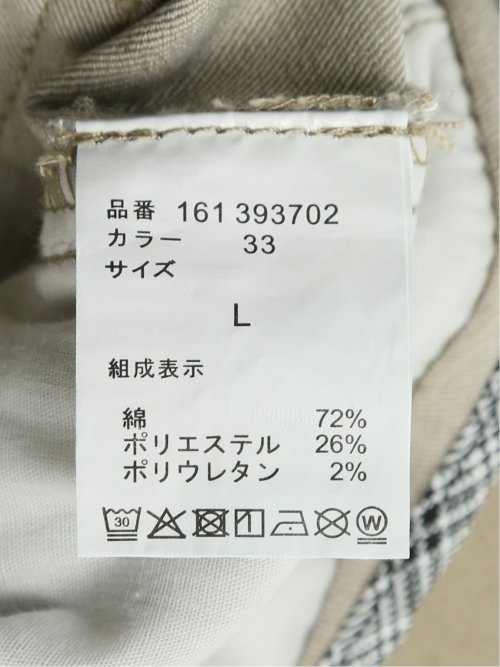 品番 161 393702
カラー 33
サイズ
L
組成表示
綿 72%
ポリエステル 26%
ポリウレタン 2%
30 W